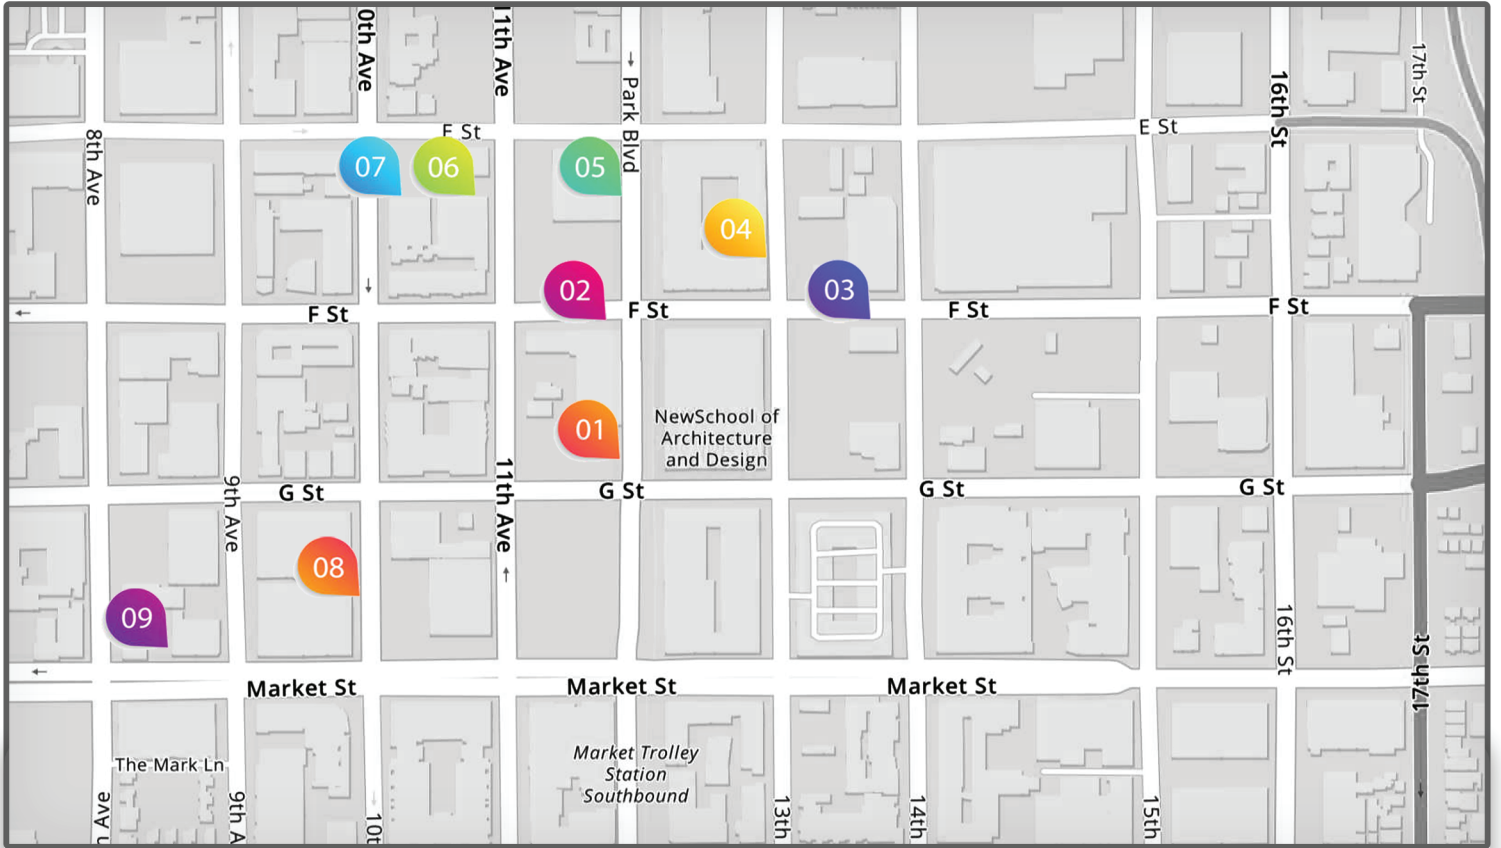 0th Ave
11th Ave
Park Blvd
16th St
17th St
8th Ave
E St
E St
07
06
05
04
02
03
F St
F St
F St
F St
01
NewSchool of
Architecture
and Design
9th Ave
G St
11th Ave
G St
G St
G St
08
09
16th St
17th St
Market St
Market St
Market St
The Mark Ln
Market Trolley
Station
Southbound
9th A
10t
13th
14th
15th